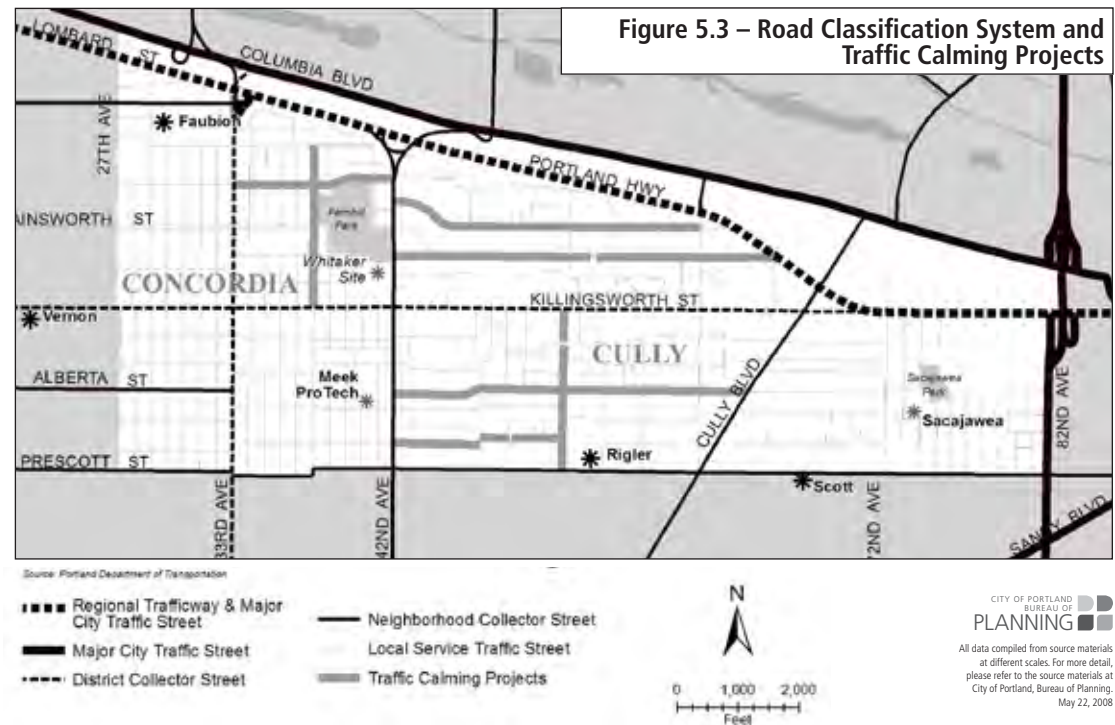 Figure 5.3 – Road Classification System and
Traffic Calming Projects
LOMBARD ST
COLUMBIA BLVD
27TH AVE
Faubion
PORTLAND HWY
AINSWORTH ST
Fernhill
Park
Whitaker
Site
CONCORDIA
KILLINGSWORTH ST
Vernon
CULLY
ALBERTA ST
Meek
ProTech
CULLY BLVD
Sacajawea
Park
Sacajawea
82ND AVE
PRESCOTT ST
Rigler
Scott
33RD AVE
42ND AVE
72ND AVE
SANDY BLVD
Source: Portland Department of Transportation
Regional Trafficway & Major
City Traffic Street
Major City Traffic Street
District Collector Street
Neighborhood Collector Street
Local Service Traffic Street
Traffic Calming Projects
N
0 1,000 2,000
Feet
CITY OF PORTLAND
BUREAU OF
PLANNING
All data compiled from source materials
at different scales. For more detail,
please refer to the source materials at
City of Portland, Bureau of Planning.
May 22, 2008